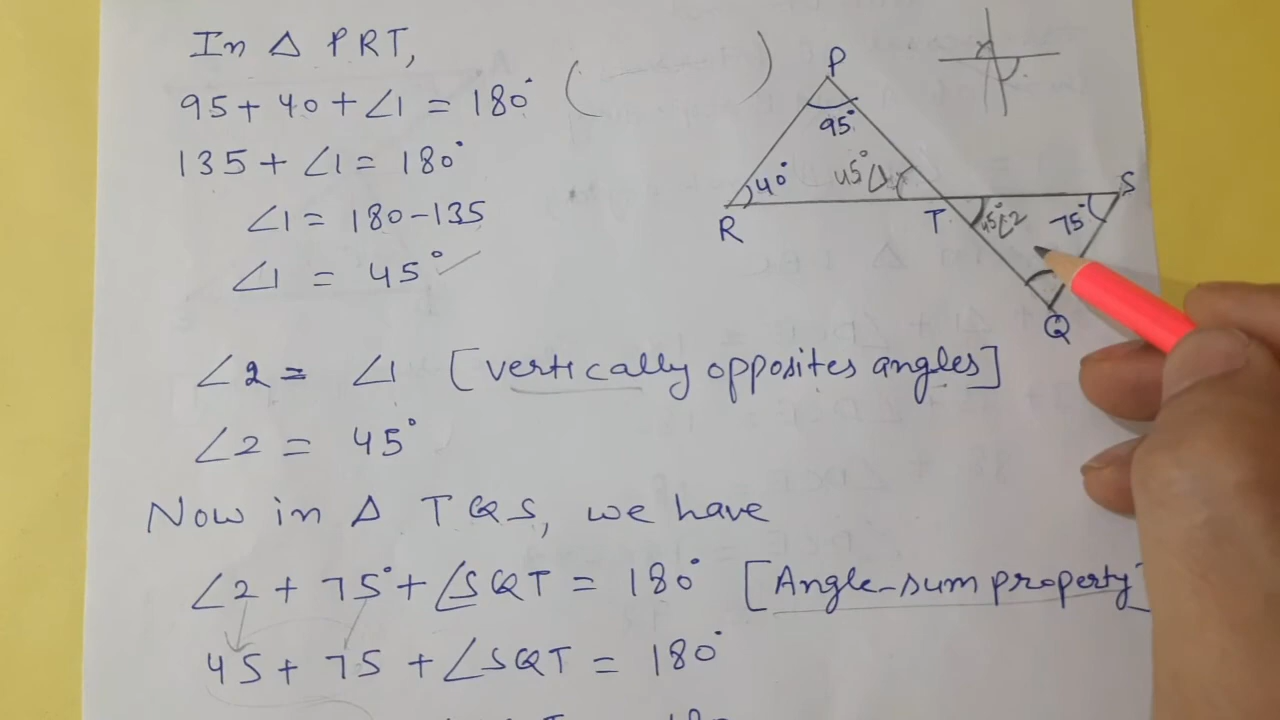 In Δ PRT,
95 + 40 + ∠1 = 180° ( )
135 + ∠1 = 180°
∠1 = 180 - 135
∠1 = 45°
∠2 = ∠1 [vertically opposites angles]
∠2 = 45°
Now in Δ TQS, we have
∠2 + 75° + ∠SQT = 180° [Angle-sum property]
45 + 75 + ∠SQT = 180°
P
95°
40°
45° ∠1
R
T
45° ∠2
75°
S
Q